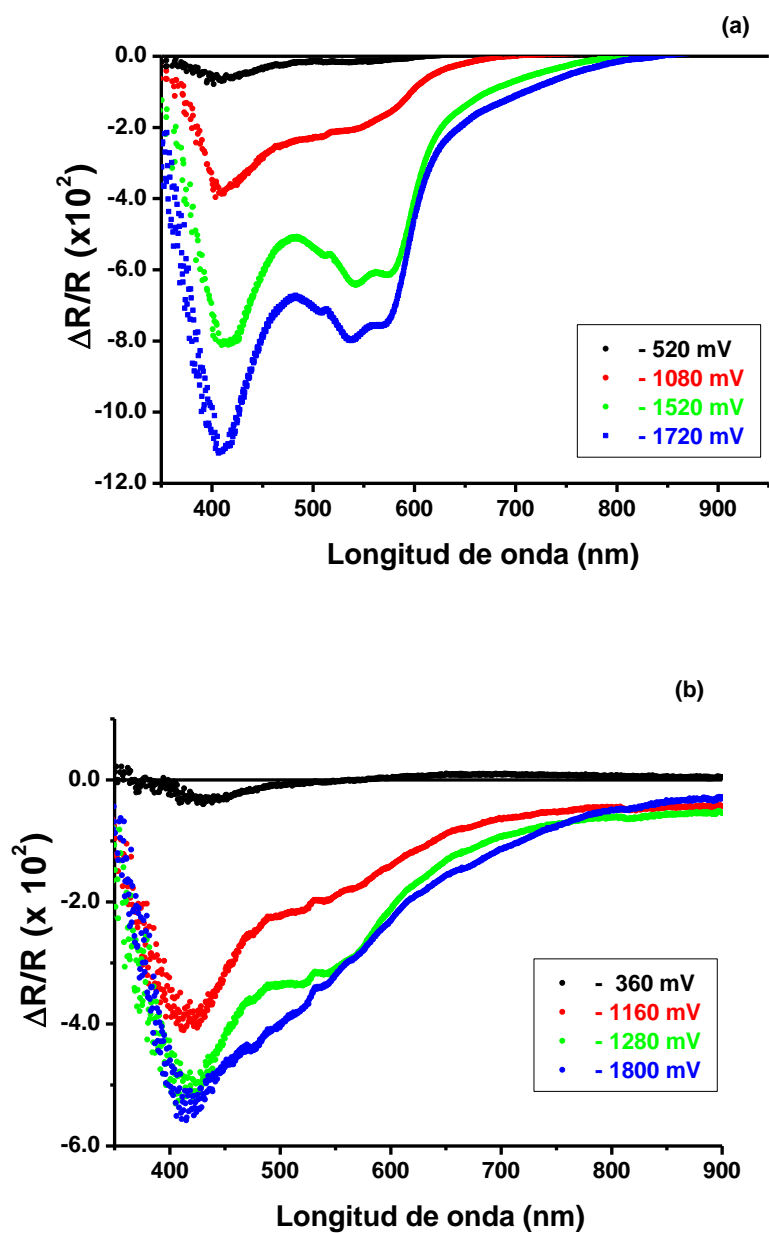 (a)
0.0
-2.0
-4.0
-6.0
-8.0
-10.0
-12.0
ΔR/R (x10²)
400 500 600 700 800 900
Longitud de onda (nm)
- 520 mV
- 1080 mV
- 1520 mV
- 1720 mV
(b)
0.0
-2.0
-4.0
-6.0
ΔR/R (x 10²)
400 500 600 700 800 900
Longitud de onda (nm)
- 360 mV
- 1160 mV
- 1280 mV
- 1800 mV